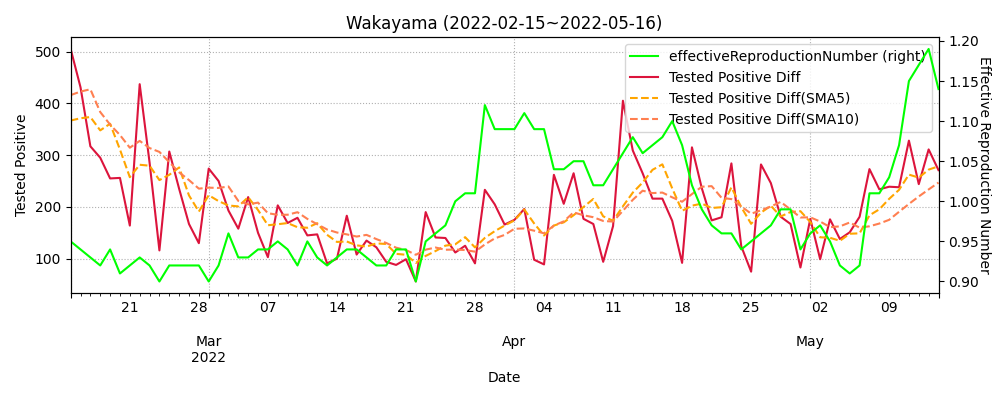 Wakayama (2022-02-15~2022-05-16)
effectiveReproductionNumber (right)
Tested Positive Diff
Tested Positive Diff(SMA5)
Tested Positive Diff(SMA10)
Tested Positive
500
400
300
200
100
1.20
1.15
1.10
1.05
1.00
0.95
0.90
Effective Reproduction Number
21 28 07 14 21 28 04 11 18 25 02 09
Mar Apr May
2022
Date